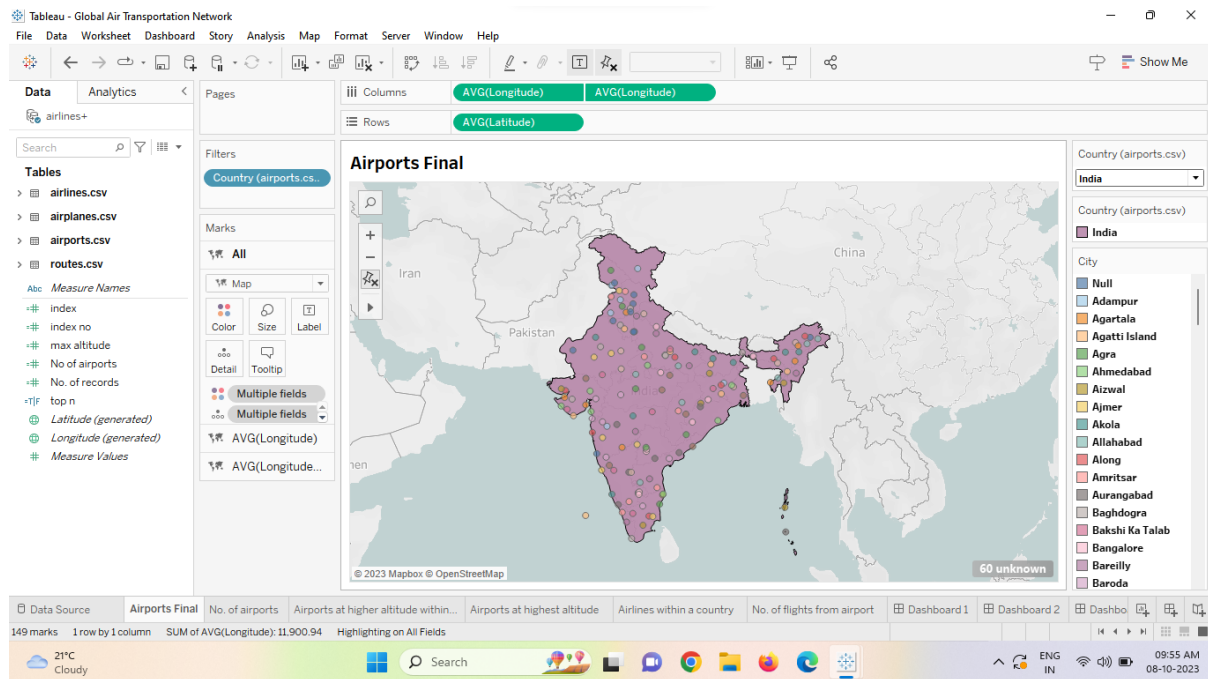 Tableau - Global Air Transportation Network
File Data Worksheet Dashboard Story Analysis Map Format Server Window Help
Show Me
Data Analytics
Pages
Columns AVG(Longitude) AVG(Longitude)
airlines+
Rows AVG(Latitude)
Search
Tables
airlines.csv
airplanes.csv
airports.csv
routes.csv
Abc Measure Names
index
index no
max altitude
No of airports
No. of records
=T|F top n
Latitude (generated)
Longitude (generated)
Measure Values
Filters
Country (airports.cs..
Marks
All
Map
Color Size Label
Detail Tooltip
Multiple fields
Multiple fields
AVG(Longitude)
AVG(Longitude...
Airports Final
Iran
Pakistan
China
India
men
© 2023 Mapbox © OpenStreetMap
60 unknown
Country (airports.csv)
India
Country (airports.csv)
India
City
Null
Adampur
Agartala
Agatti Island
Agra
Ahmedabad
Aizwal
Ajmer
Akola
Allahabad
Along
Amritsar
Aurangabad
Baghdogra
Bakshi Ka Talab
Bangalore
Bareilly
Baroda
Data Source Airports Final No. of airports Airports at higher altitude within... Airports at highest altitude Airlines within a country No. of flights from airport Dashboard 1 Dashboard 2 Dashbo
149 marks 1 row by 1 column SUM of AVG(Longitude): 11,900.94 Highlighting on All Fields
21°C
Cloudy
Search
ENG
IN
09:55 AM
08-10-2023